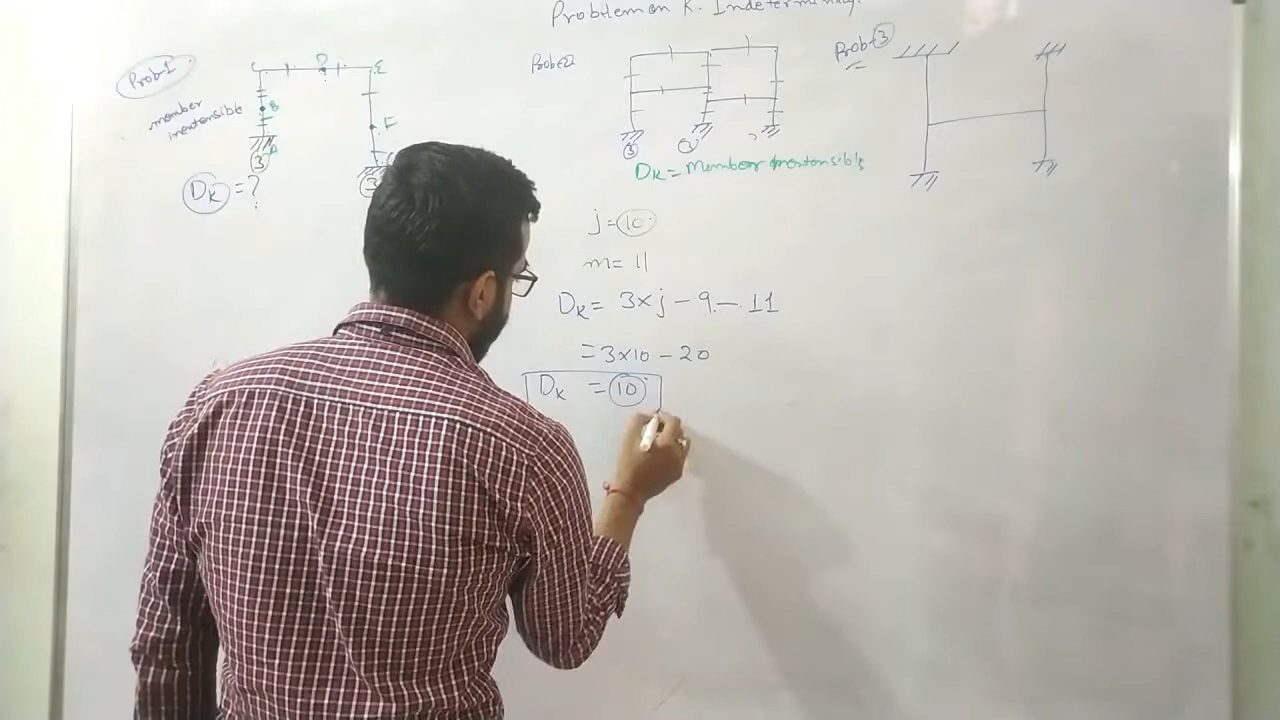 Problem on K. Indeterminacy.
Prob-1
member
inextensible
C D E
B
F
A
3
3
DK = ?
Prob-2
3 3
DK = Member inextensible
j = 10
m = 11
DK = 3 x j - 9 - 11
= 3 x 10 - 20
DK = 10
Prob-3